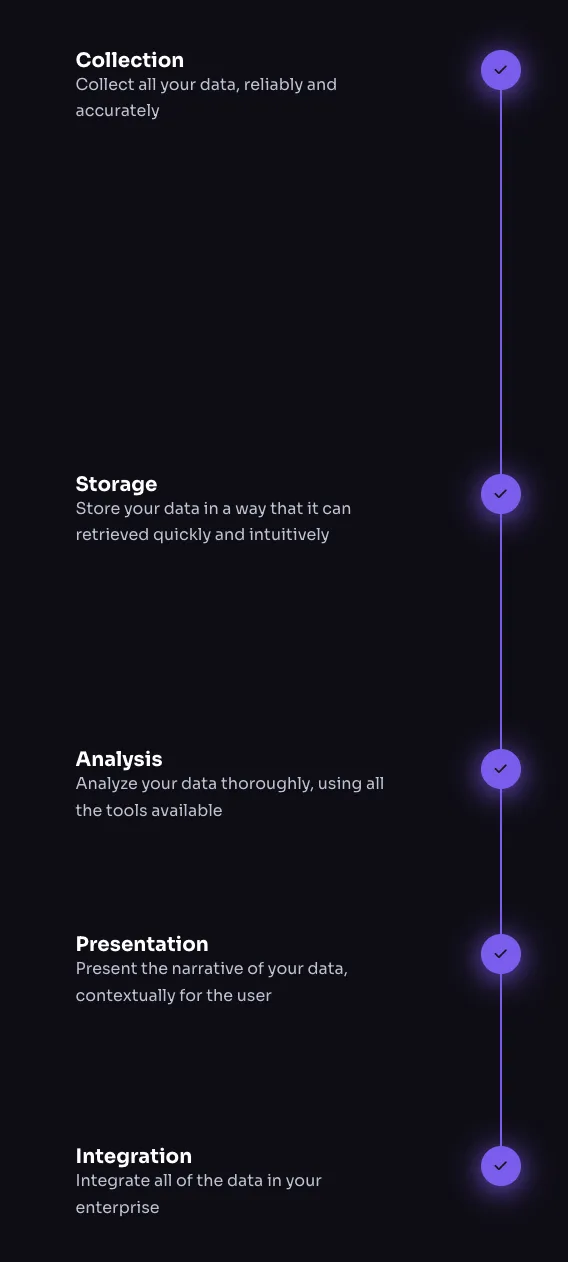 Collection
Collect all your data, reliably and
accurately
Storage
Store your data in a way that it can
retrieved quickly and intuitively
Analysis
Analyze your data thoroughly, using all
the tools available
Presentation
Present the narrative of your data,
contextually for the user
Integration
Integrate all of the data in your
enterprise